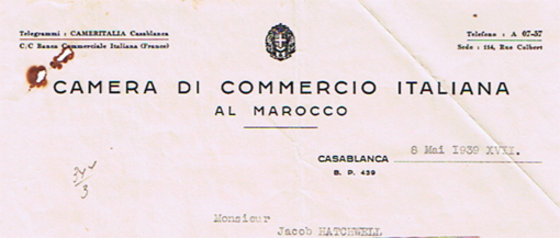 Telegrammi : CAMERITALIA Casablanca
C/C Banca Commerciale Italiana (France)
Telefono : A 07-57
Sede : 114, Rue Colbert
CAMERA DI COMMERCIO ITALIANA
AL MAROCCO
CASABLANCA 8 Mai 1939 XVII.
B. P. 439
Monsieur
Jacob HATCHWELL